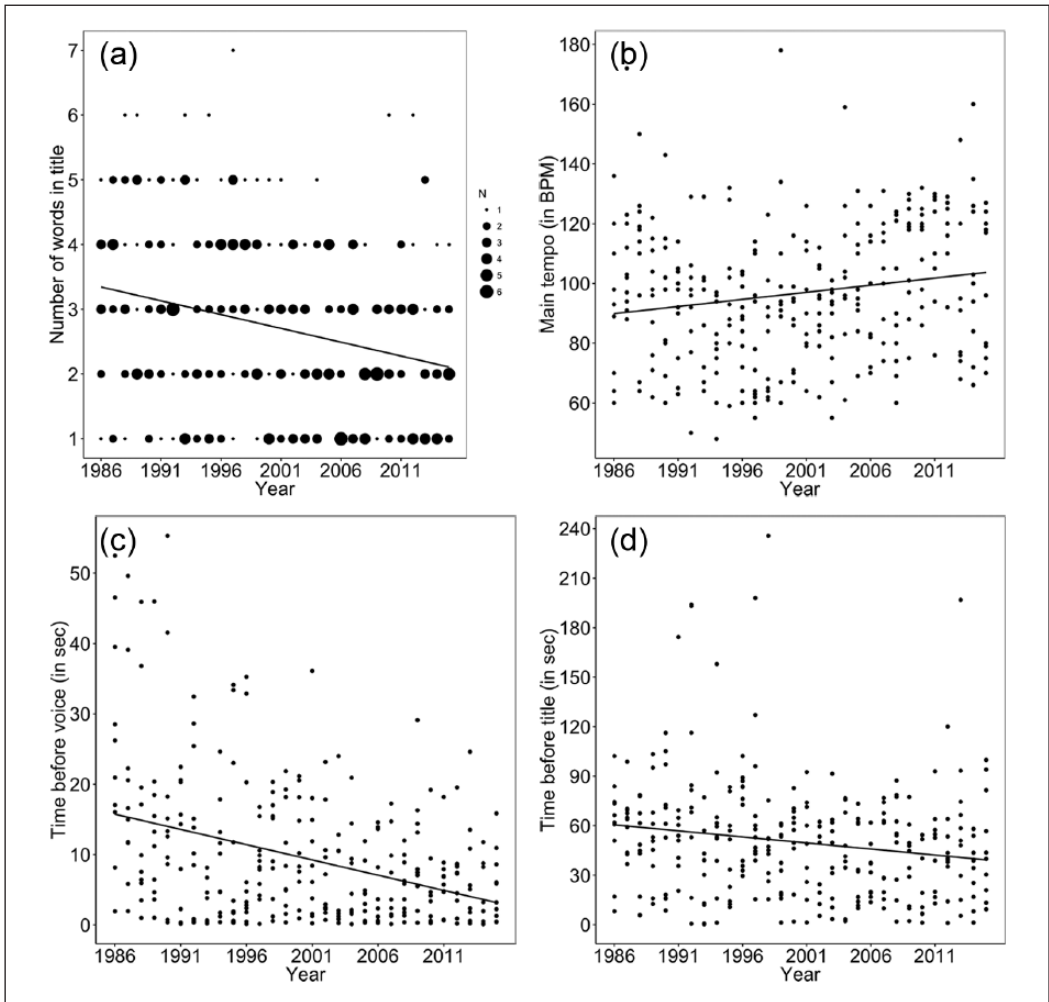 (a)
Number of words in title
7
6
5
4
3
2
1
1986 1991 1996 2001 2006 2011
Year
N
1
2
3
4
5
6
(b)
Main tempo (in BPM)
180
160
140
120
100
80
60
1986 1991 1996 2001 2006 2011
Year
(c)
Time before voice (in sec)
50
40
30
20
10
0
1986 1991 1996 2001 2006 2011
Year
(d)
Time before title (in sec)
240
210
180
150
120
90
60
30
0
1986 1991 1996 2001 2006 2011
Year